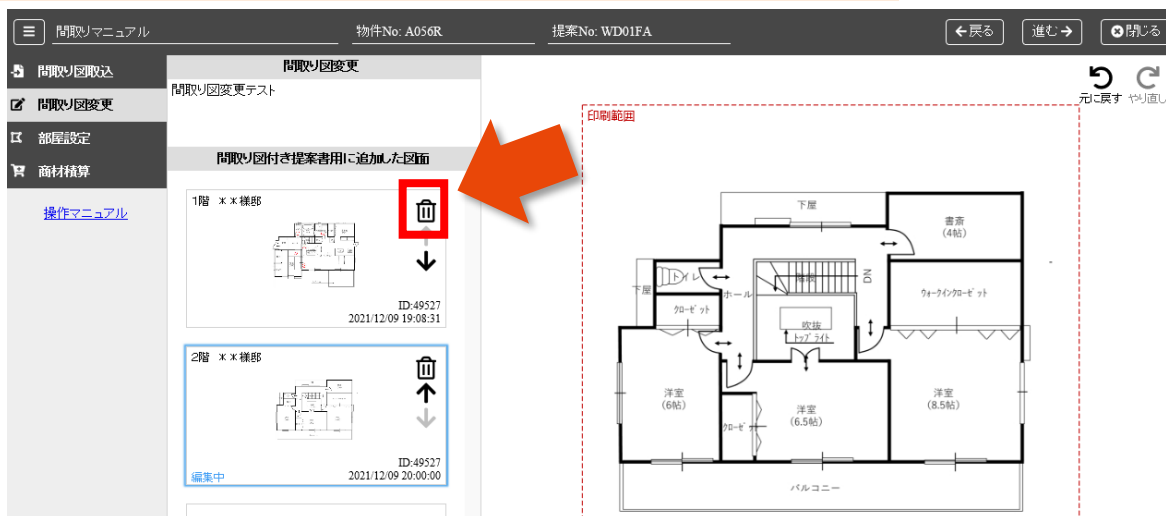 間取りマニュアル
物件No: A056R
提案No: WD01FA
戻る
進む
閉じる
間取り図取込
間取り図変更
部屋設定
商材積算
操作マニュアル
間取り図変更
間取り図変更テスト
間取り図付き提案書用に追加した図面
1階 ＊＊様邸
ID:49527
2021/12/09 19:08:31
2階 ＊＊様邸
編集中
ID:49527
2021/12/09 20:00:00
元に戻す
やり直し
印刷範囲
下屋
書斎
(4帖)
トイレ
階段
DN
下屋
ホール
ウォークインクローゼット
クローゼット
吹抜
トップライト
洋室
(6帖)
洋室
(6.5帖)
洋室
(8.5帖)
クローゼット
バルコニー